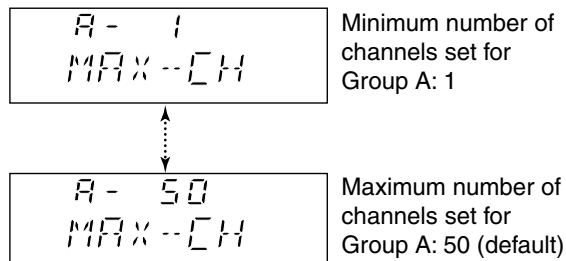 A- 1
MAX--CH
Minimum number of
channels set for
Group A: 1
A- 50
MAX--CH
Maximum number of
channels set for
Group A: 50 (default)